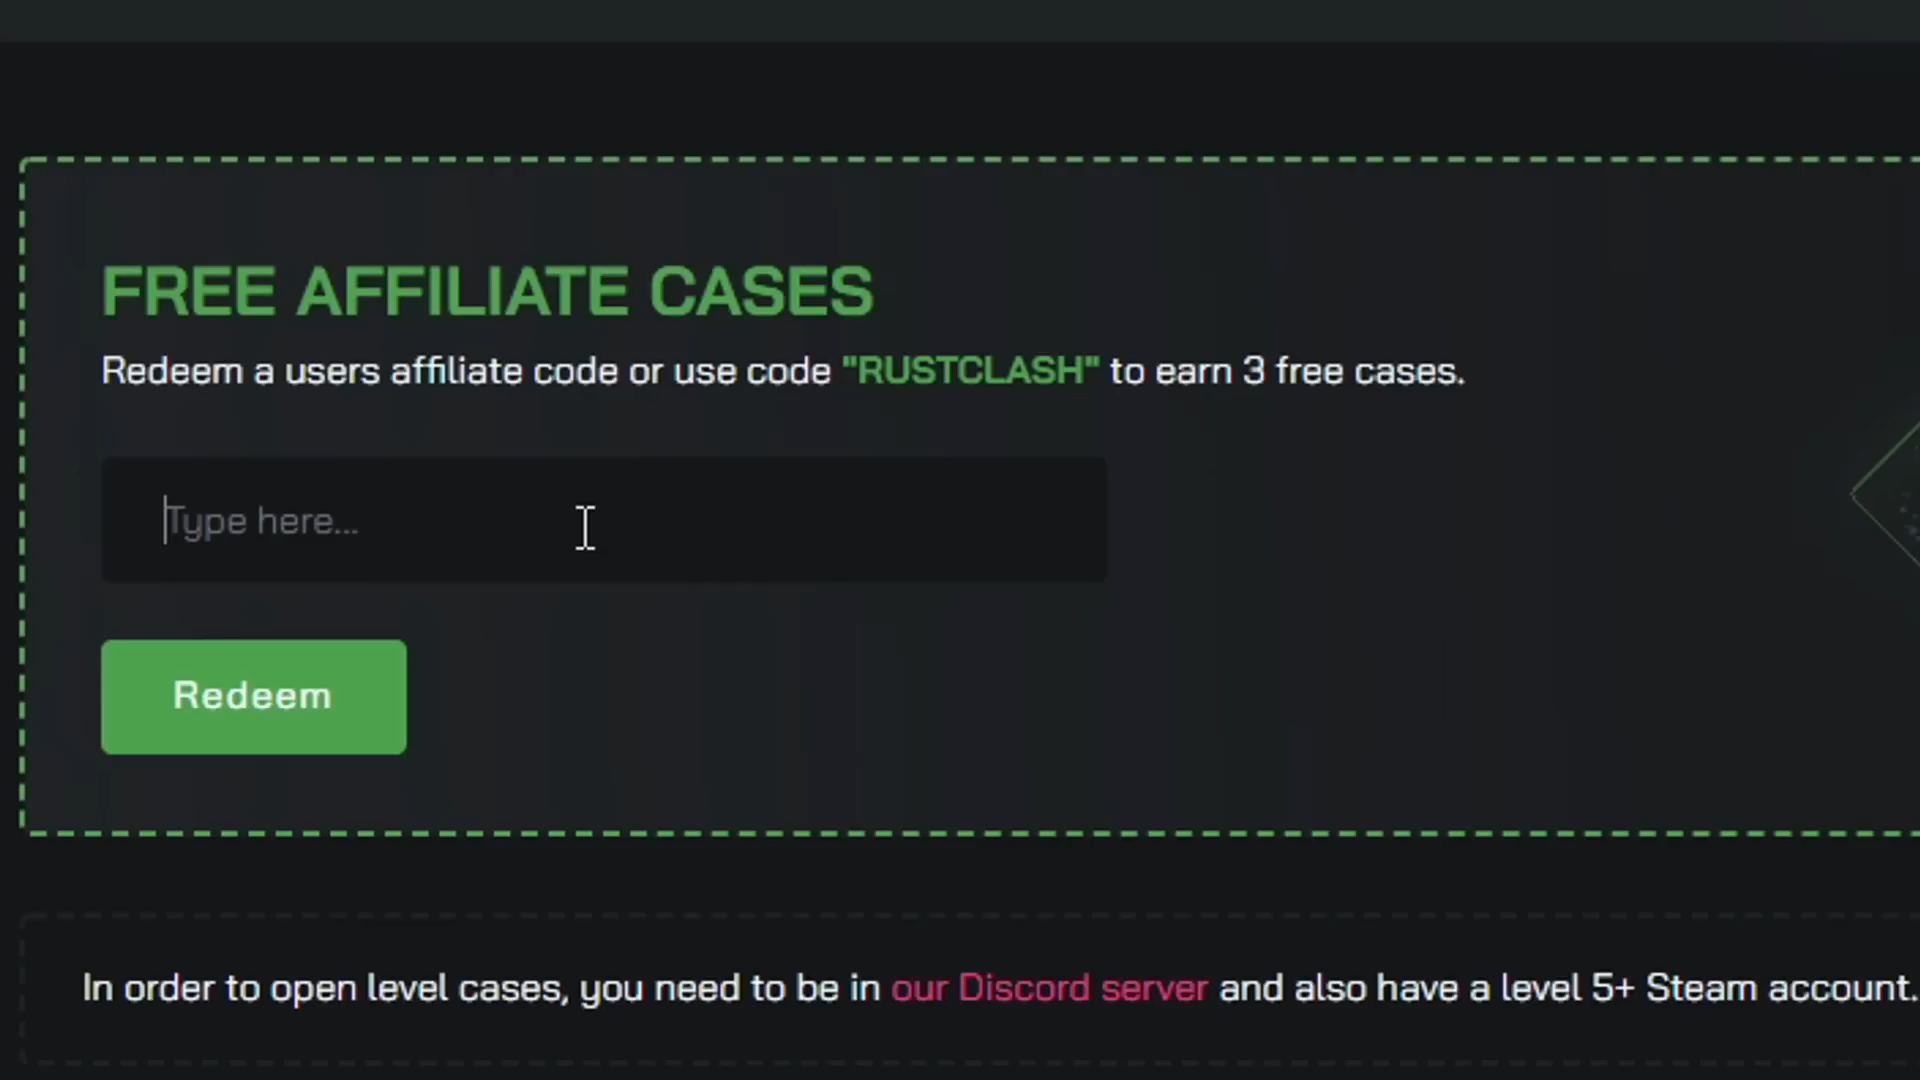 FREE AFFILIATE CASES
Redeem a users affiliate code or use code "RUSTCLASH" to earn 3 free cases.
Type here...
Redeem
In order to open level cases, you need to be in our Discord server and also have a level 5+ Steam account.